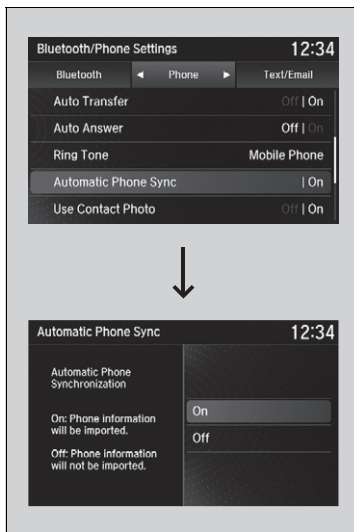 Bluetooth/Phone Settings 12:34
Bluetooth ◄ Phone ► Text/Email
Auto Transfer Off | On
Auto Answer Off | On
Ring Tone Mobile Phone
Automatic Phone Sync | On
Use Contact Photo Off | On
Automatic Phone Sync 12:34
Automatic Phone
Synchronization
On: Phone information
will be imported.
Off: Phone information
will not be imported.
On
Off